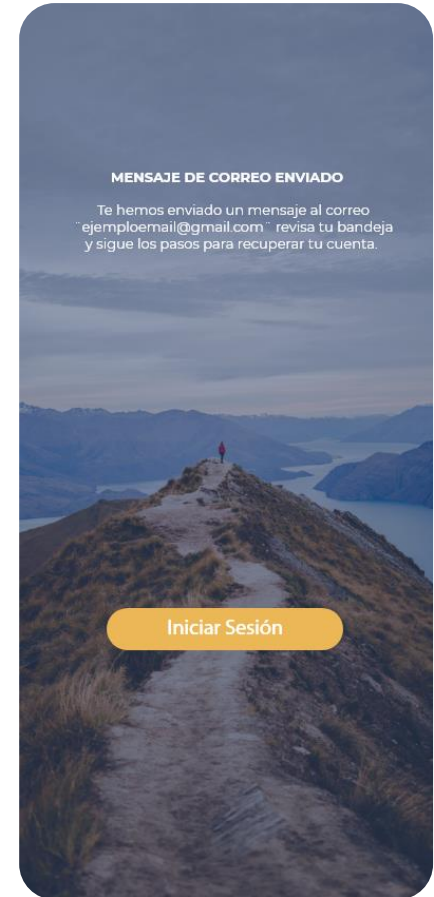 MENSAJE DE CORREO ENVIADO
Te hemos enviado un mensaje al correo
¨ejemploemail@gmail.com¨ revisa tu bandeja
y sigue los pasos para recuperar tu cuenta.
Iniciar Sesión